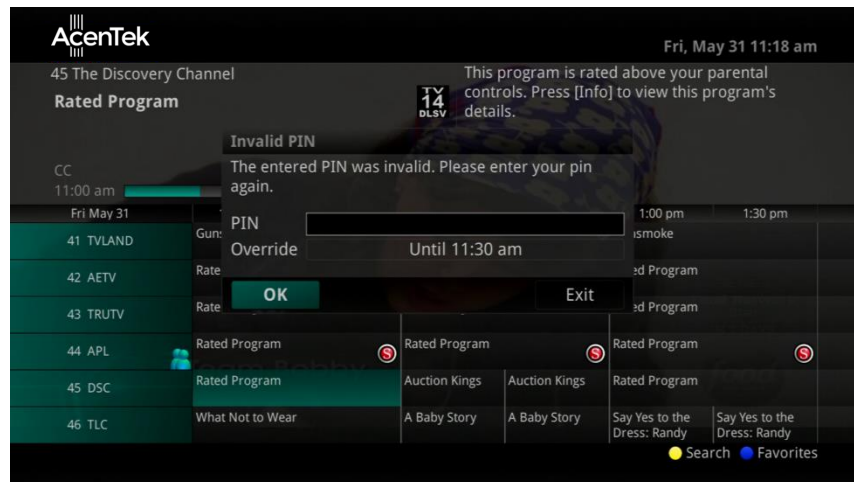 AcenTek
Fri, May 31 11:18 am
45 The Discovery Channel
Rated Program
TV
14
DLSV
This program is rated above your parental
controls. Press [Info] to view this program's
details.
Invalid PIN
The entered PIN was invalid. Please enter your pin
again.
CC
11:00 am
PIN
Override
Until 11:30 am
OK
Exit
Fri May 31
1:00 pm
1:30 pm
41 TVLAND
42 AETV
43 TRUTV
44 APL
Rated Program
S
Rated Program
S
Rated Program
S
45 DSC
Rated Program
Auction Kings
Auction Kings
Rated Program
46 TLC
What Not to Wear
A Baby Story
A Baby Story
Say Yes to the
Dress: Randy
Say Yes to the
Dress: Randy
Search
Favorites